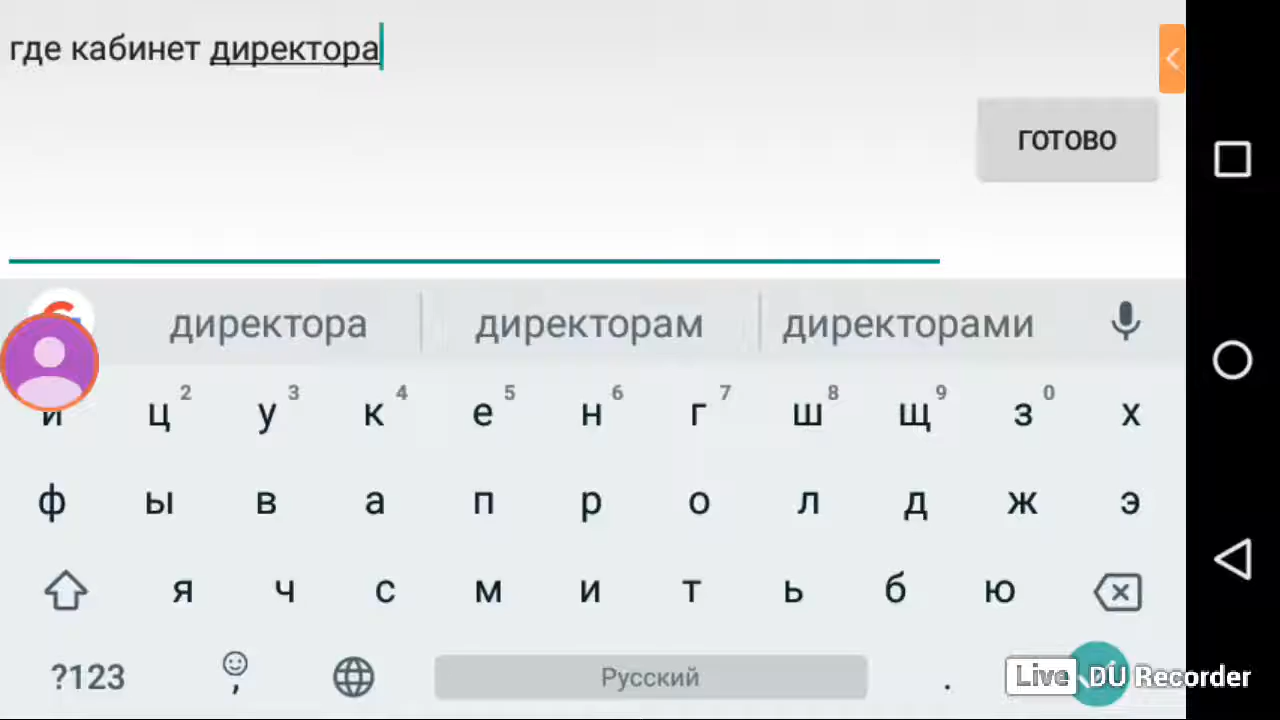 где кабинет директора
ГОТОВО
директора директорам директорами
й ц 2 у 3 к 4 е 5 н 6 г 7 ш 8 щ 9 з 0 х
ф ы в а п р о л д ж э
я ч с м и т ь б ю
?123 , Русский . Live DU Recorder